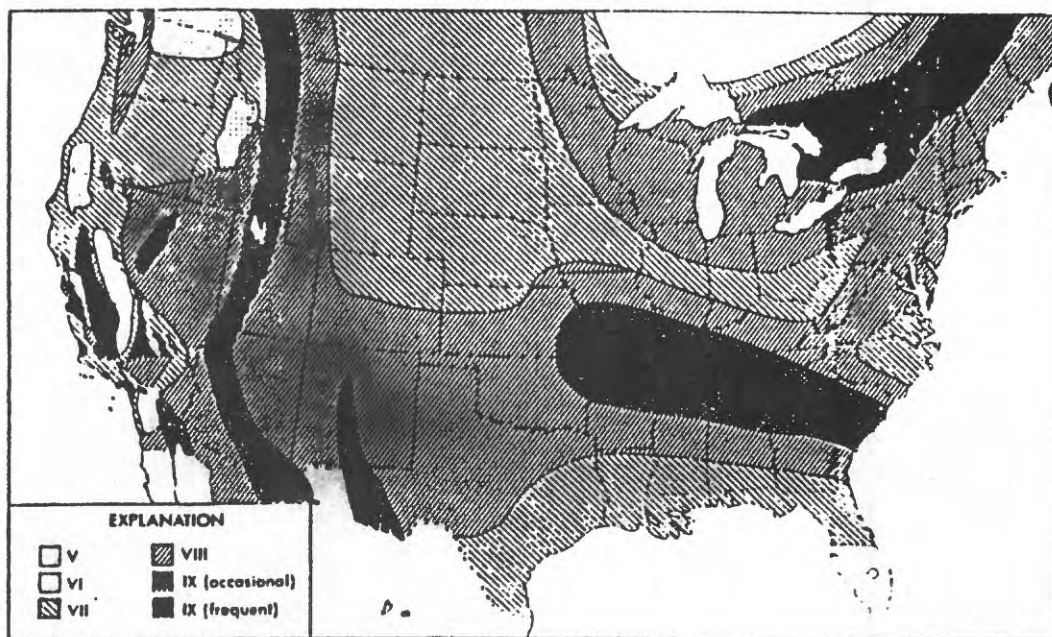 EXPLANATION
V
VI
VII
VIII
IX (occasional)
IX (frequent)